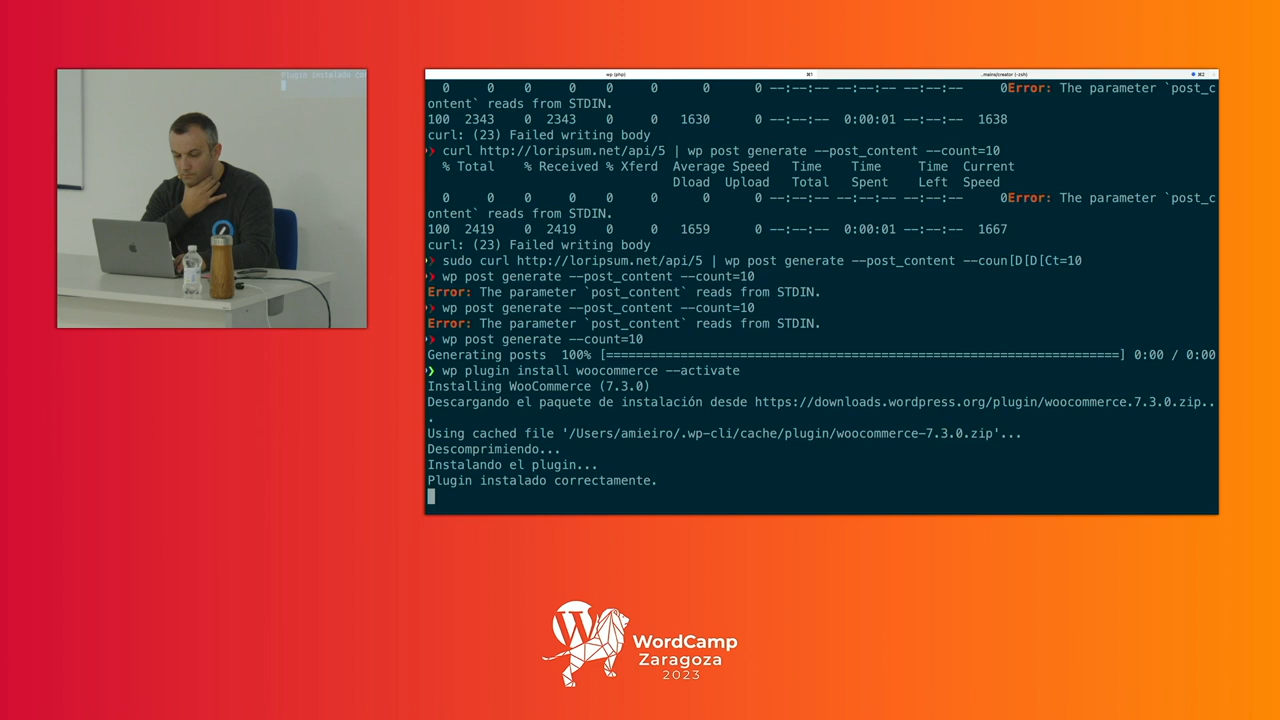 Plugin instalado co
wp (php) ⌘1 ..mains/creator (-zsh) ⌘2
0 0 0 0 0 0 0 0 --:--:-- --:--:-- --:--:-- 0Error: The parameter `post_c
ontent` reads from STDIN.
100 2343 0 2343 0 0 1630 0 --:--:-- 0:00:01 --:--:-- 1638
curl: (23) Failed writing body
❯ curl http://loripsum.net/api/5 | wp post generate --post_content --count=10
% Total % Received % Xferd Average Speed Time Time Time Current
Dload Upload Total Spent Left Speed
0 0 0 0 0 0 0 0 --:--:-- --:--:-- --:--:-- 0Error: The parameter `post_c
ontent` reads from STDIN.
100 2419 0 2419 0 0 1659 0 --:--:-- 0:00:01 --:--:-- 1667
curl: (23) Failed writing body
❯ sudo curl http://loripsum.net/api/5 | wp post generate --post_content --coun[D[D[Ct=10
❯ wp post generate --post_content --count=10
Error: The parameter `post_content` reads from STDIN.
❯ wp post generate --post_content --count=10
Error: The parameter `post_content` reads from STDIN.
❯ wp post generate --count=10
Generating posts 100% [======================================================================] 0:00 / 0:00
❯ wp plugin install woocommerce --activate
Installing WooCommerce (7.3.0)
Descargando el paquete de instalación desde https://downloads.wordpress.org/plugin/woocommerce.7.3.0.zip..
.
Using cached file '/Users/amieiro/.wp-cli/cache/plugin/woocommerce-7.3.0.zip'...
Descomprimiendo...
Instalando el plugin...
Plugin instalado correctamente.
WordCamp
Zaragoza
2023